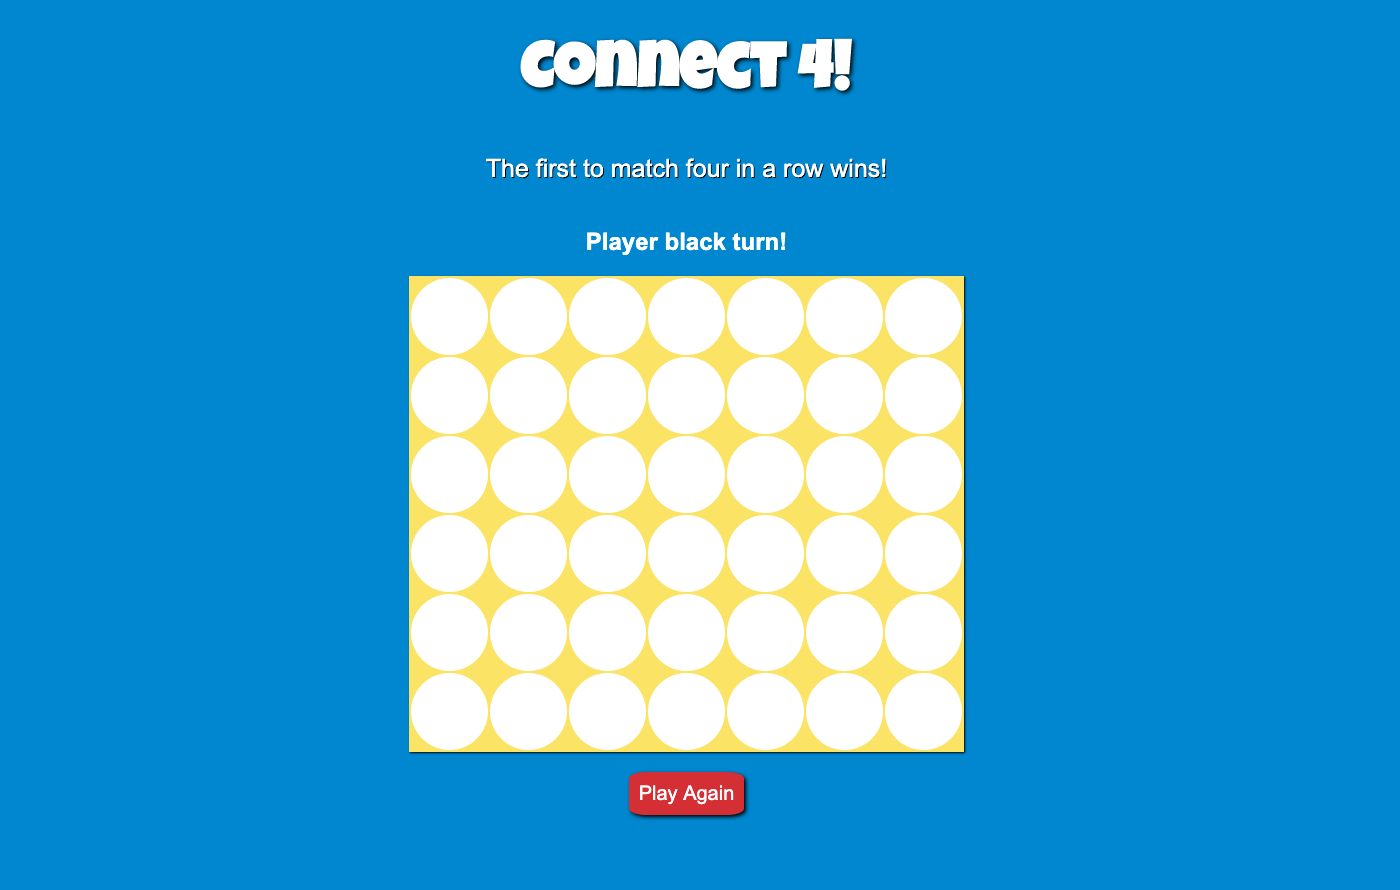 connect 4!
The first to match four in a row wins!
Player black turn!
Play Again